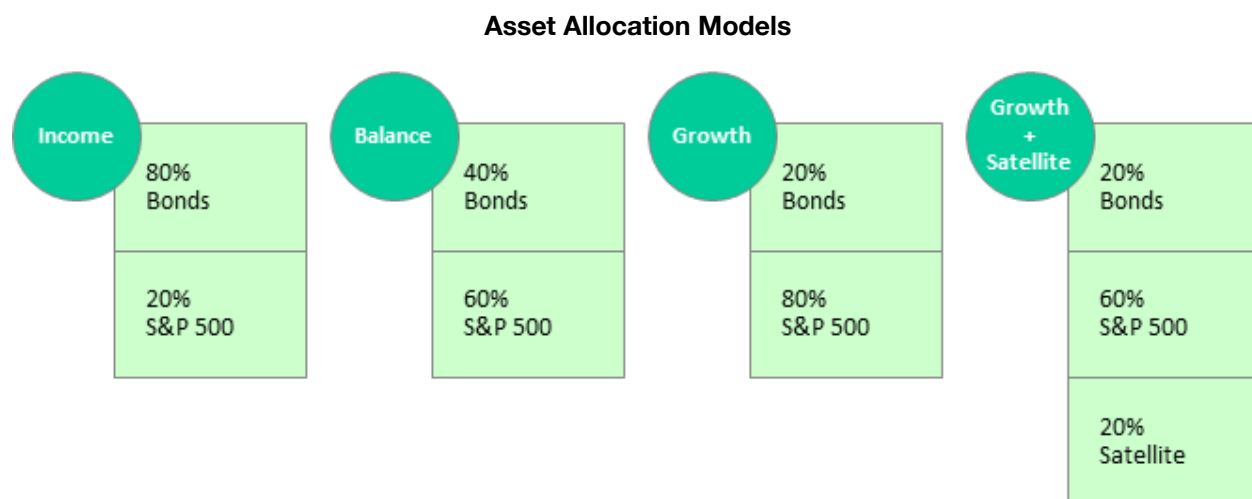 Asset Allocation Models
Income
80%
Bonds
20%
S&P 500
Balance
40%
Bonds
60%
S&P 500
Growth
20%
Bonds
80%
S&P 500
Growth
+
Satellite
20%
Bonds
60%
S&P 500
20%
Satellite